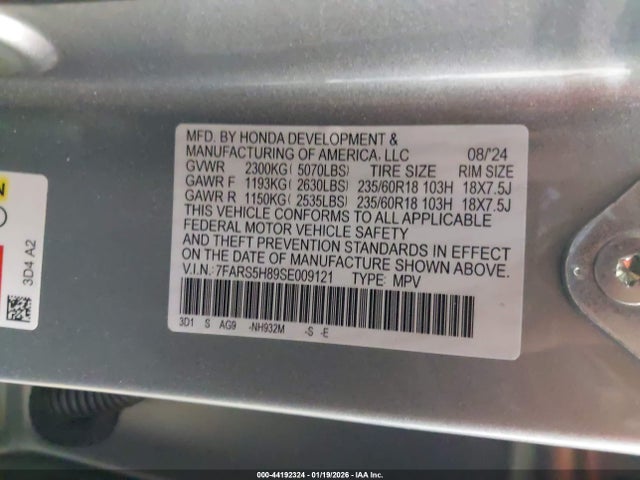 MFD. BY HONDA DEVELOPMENT &
MANUFACTURING OF AMERICA, LLC 08/'24
GVWR 2300KG( 5070LBS) TIRE SIZE RIM SIZE
GAWR F 1193KG( 2630LBS) 235/60R18 103H 18X7.5J
GAWR R 1150KG( 2535LBS) 235/60R18 103H 18X7.5J
THIS VEHICLE CONFORMS TO ALL APPLICABLE
FEDERAL MOTOR VEHICLE SAFETY
AND THEFT PREVENTION STANDARDS IN EFFECT
ON THE DATE OF MANUFACTURE SHOWN ABOVE.
V.I.N.: 7FARS5H89SE009121 TYPE: MPV
3D1 S AG9 -NH932M -S -E
3D4 A2
000-44192324 - 01/19/2026 - IAA Inc.